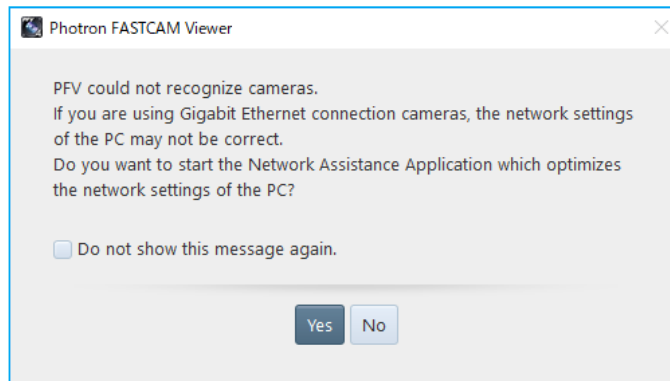 Photron FASTCAM Viewer
PFV could not recognize cameras.
If you are using Gigabit Ethernet connection cameras, the network settings
of the PC may not be correct.
Do you want to start the Network Assistance Application which optimizes
the network settings of the PC?
Do not show this message again.
Yes No